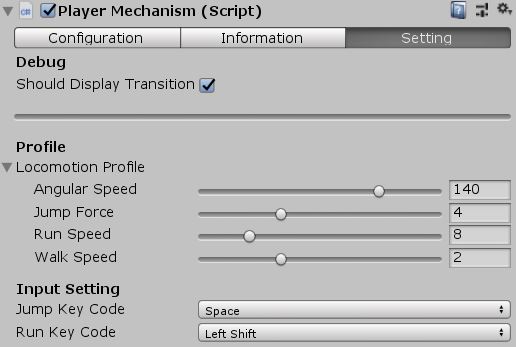 Player Mechanism (Script)
Configuration Information Setting
Debug
Should Display Transition
Profile
Locomotion Profile
Angular Speed 140
Jump Force 4
Run Speed 8
Walk Speed 2
Input Setting
Jump Key Code Space
Run Key Code Left Shift